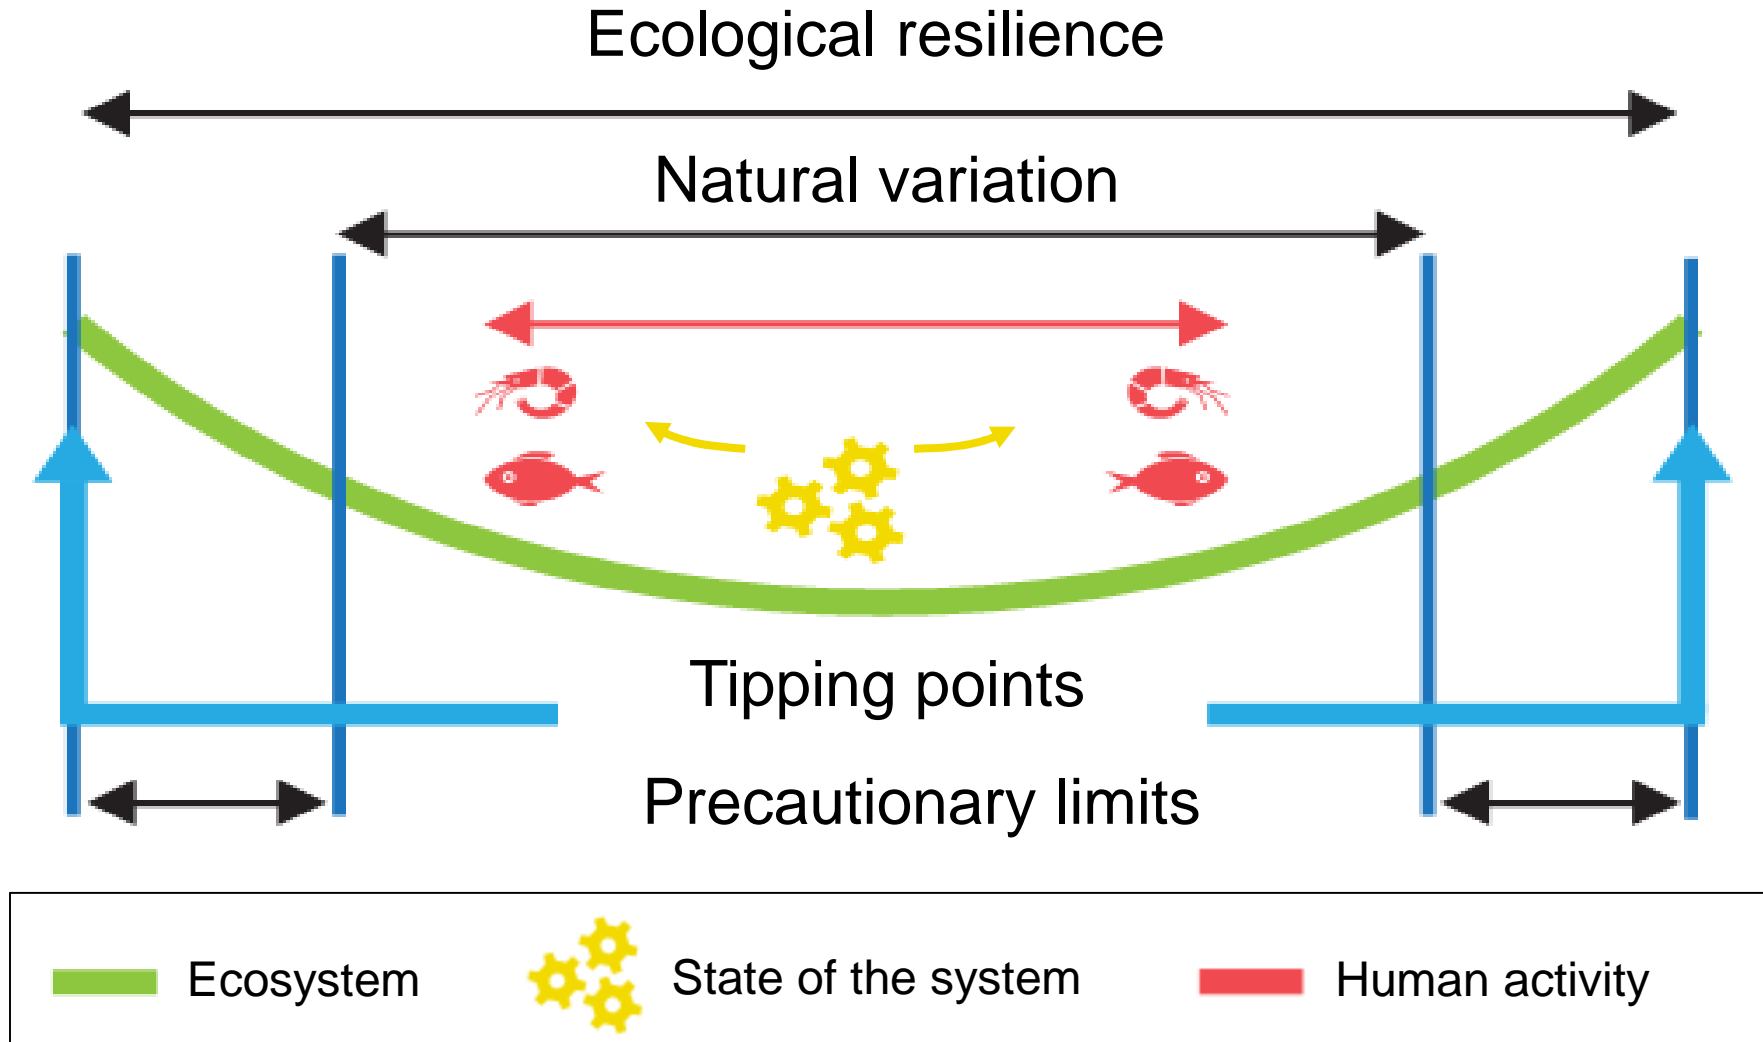 Ecological resilience
Natural variation
Tipping points
Precautionary limits
Ecosystem
State of the system
Human activity